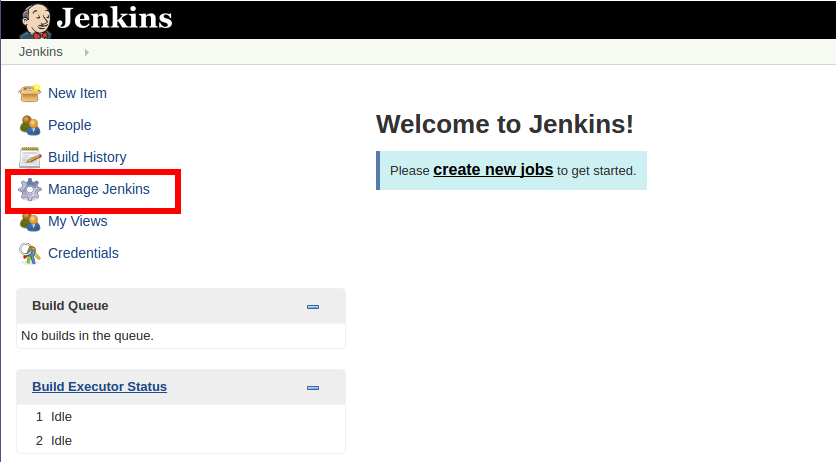 Jenkins
Jenkins
New Item
People
Build History
Manage Jenkins
My Views
Credentials
Welcome to Jenkins!
Please create new jobs to get started.
Build Queue
No builds in the queue.
Build Executor Status
1 Idle
2 Idle